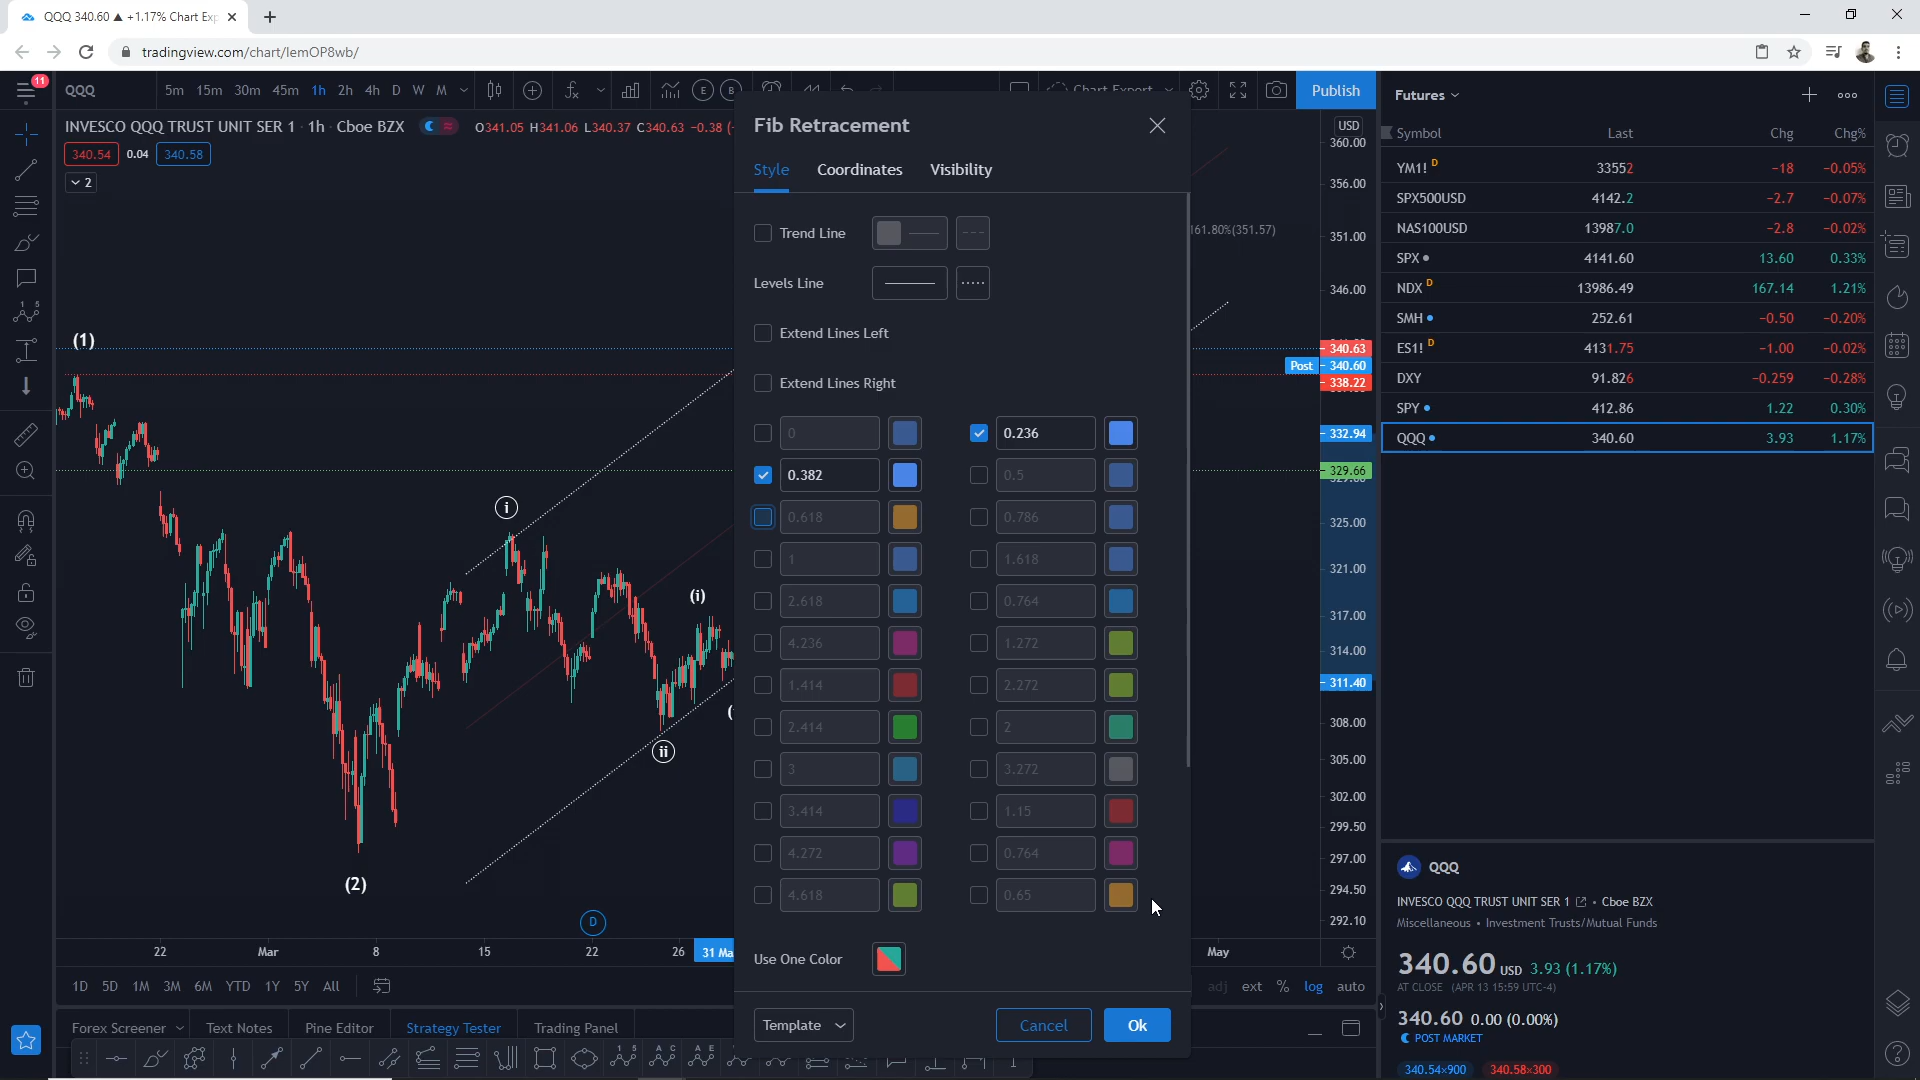 QQQ 340.60 ▲ +1.17% Chart Exp
tradingview.com/chart/lemOP8wb/
11
QQQ 5m 15m 30m 45m 1h 2h 4h D W M
E B
Chart Export
Publish
INVESCO QQQ TRUST UNIT SER 1 · 1h · Cboe BZX
O341.05 H341.06 L340.37 C340.63 -0.38 (-
340.54 0.04 340.58
2
(1)
(2)
i
ii
(i)
(
D
161.80%(351.57)
Fib Retracement
Style Coordinates Visibility
Trend Line
Levels Line
Extend Lines Left
Extend Lines Right
0 0.236
0.382 0.5
0.618 0.786
1 1.618
2.618 0.764
4.236 1.272
1.414 2.272
2.414 2
3 3.272
3.414 1.15
4.272 0.764
4.618 0.65
Use One Color
Template Cancel Ok
USD
360.00
356.00
351.00
346.00
340.63
Post 340.60
338.22
332.94
329.66
325.00
321.00
317.00
314.00
311.40
308.00
305.00
302.00
299.50
297.00
294.50
292.10
22 Mar 8 15 22 26 31 Ma May
1D 5D 1M 3M 6M YTD 1Y 5Y All
adj ext % log auto
Forex Screener Text Notes Pine Editor Strategy Tester Trading Panel
Futures
Symbol Last Chg Chg%
YM1! D 33552 -18 -0.05%
SPX500USD 4142.2 -2.7 -0.07%
NAS100USD 13987.0 -2.8 -0.02%
SPX 4141.60 13.60 0.33%
NDX D 13986.49 167.14 1.21%
SMH 252.61 -0.50 -0.20%
ES1! D 4131.75 -1.00 -0.02%
DXY 91.826 -0.259 -0.28%
SPY 412.86 1.22 0.30%
QQQ 340.60 3.93 1.17%
QQQ
INVESCO QQQ TRUST UNIT SER 1 • Cboe BZX
Miscellaneous • Investment Trusts/Mutual Funds
340.60 USD 3.93 (1.17%)
AT CLOSE (APR 13 15:59 UTC-4)
340.60 0.00 (0.00%)
POST MARKET
340.54×900 340.58×300